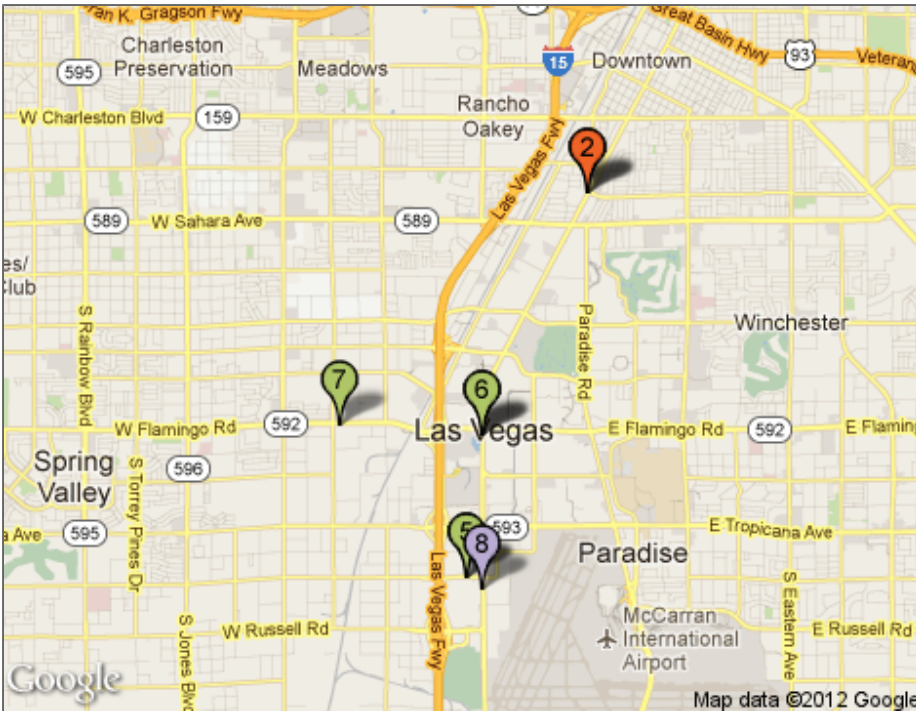 an K. Gragson Fwy
Great Basin Hwy
Charleston
Preservation
595
Meadows
15
Downtown
93
Veterans
Rancho
Oakey
W Charleston Blvd
159
Las Vegas Fwy
2
589
W Sahara Ave
589
es/
Club
S Rainbow Blvd
Paradise Rd
Winchester
7
6
W Flamingo Rd
592
Las Vegas
E Flamingo Rd
592
E Flaming
Spring
Valley
S Torrey Pines Dr
596
a Ave
595
5
8
593
E Tropicana Ave
Las Vegas Fwy
Paradise
S Eastern Ave
S Jones Blvd
W Russell Rd
McCarran
International
Airport
E Russell Rd
Google
Map data ©2012 Google